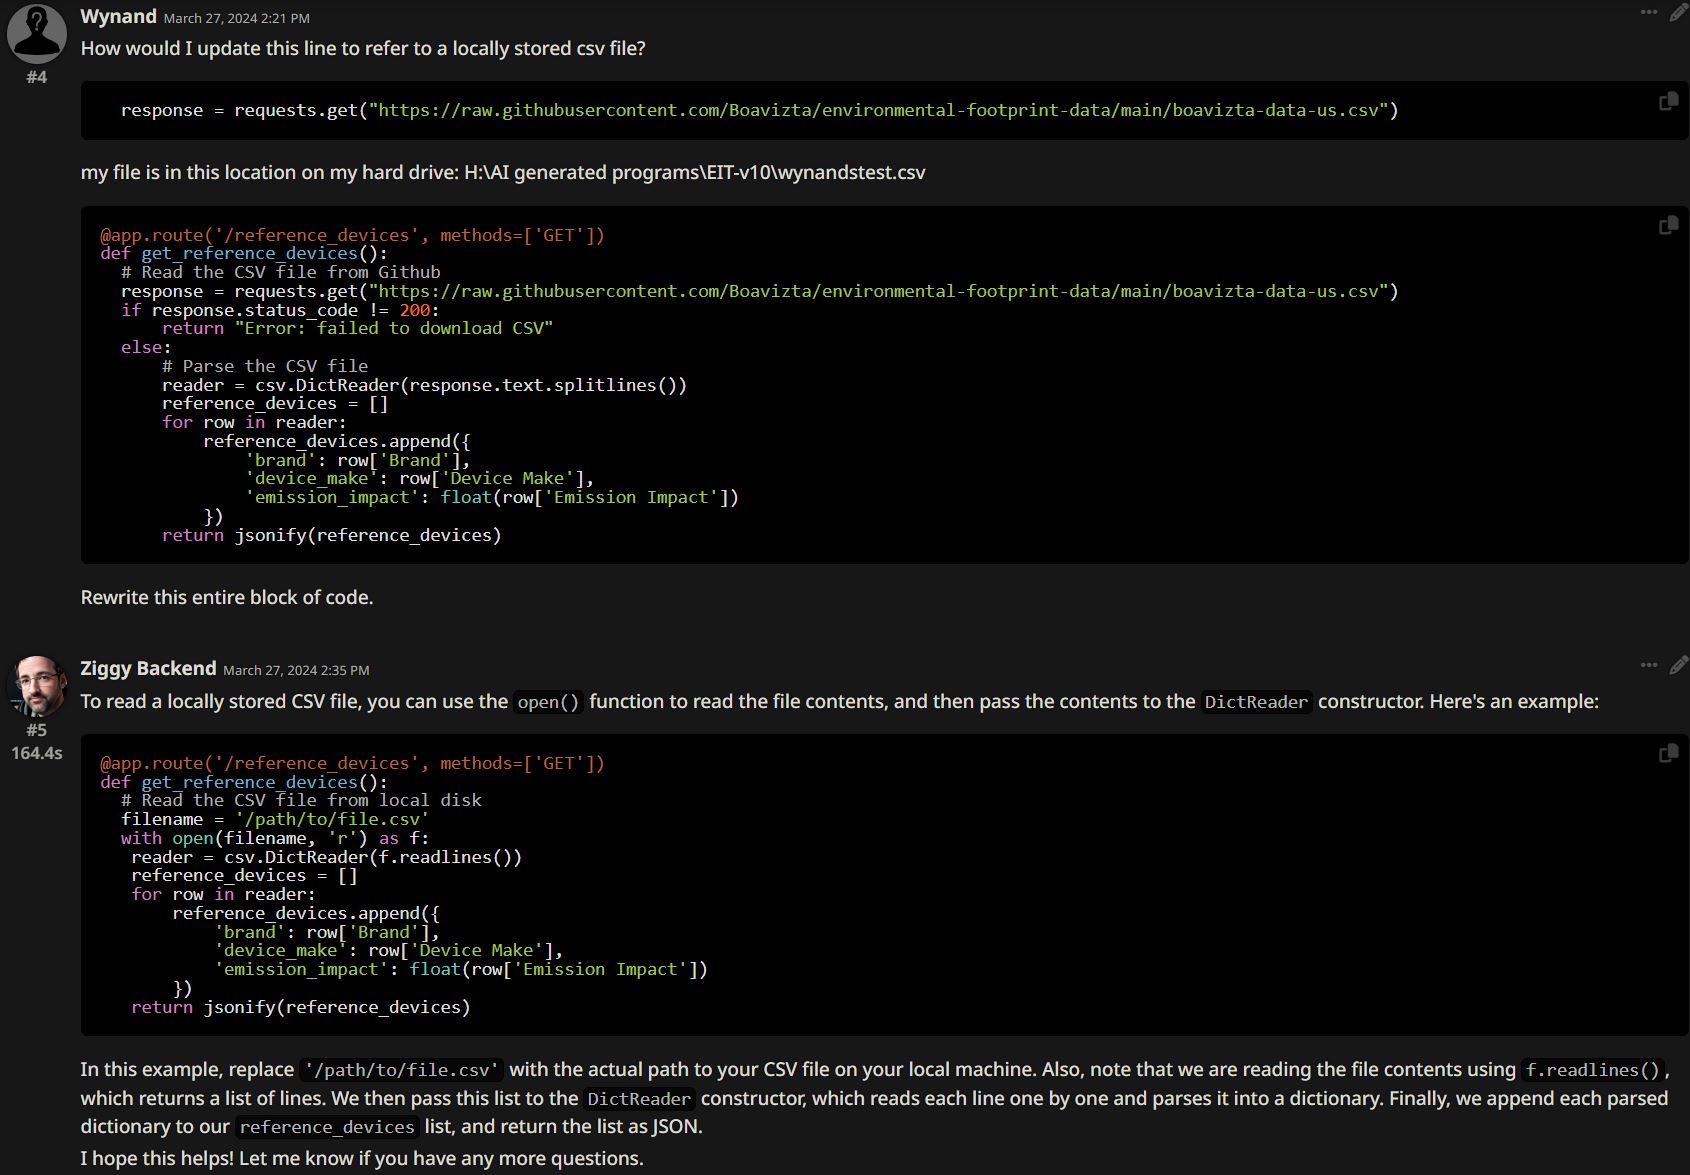 Wynand March 27, 2024 2:21 PM
#4
How would I update this line to refer to a locally stored csv file?
response = requests.get("https://raw.githubusercontent.com/Boavizta/environmental-footprint-data/main/boavizta-data-us.csv")
my file is in this location on my hard drive: H:\AI generated programs\EIT-v10\wynandstest.csv
@app.route('/reference_devices', methods=['GET'])
def get_reference_devices():
  # Read the CSV file from Github
  response = requests.get("https://raw.githubusercontent.com/Boavizta/environmental-footprint-data/main/boavizta-data-us.csv")
  if response.status_code != 200:
      return "Error: failed to download CSV"
  else:
      # Parse the CSV file
      reader = csv.DictReader(response.text.splitlines())
      reference_devices = []
      for row in reader:
          reference_devices.append({
              'brand': row['Brand'],
              'device_make': row['Device Make'],
              'emission_impact': float(row['Emission Impact'])
          })
      return jsonify(reference_devices)
Rewrite this entire block of code.
Ziggy Backend March 27, 2024 2:35 PM
#5
164.4s
To read a locally stored CSV file, you can use the open() function to read the file contents, and then pass the contents to the DictReader constructor. Here's an example:
@app.route('/reference_devices', methods=['GET'])
def get_reference_devices():
  # Read the CSV file from local disk
  filename = '/path/to/file.csv'
  with open(filename, 'r') as f:
   reader = csv.DictReader(f.readlines())
   reference_devices = []
   for row in reader:
       reference_devices.append({
           'brand': row['Brand'],
           'device_make': row['Device Make'],
           'emission_impact': float(row['Emission Impact'])
       })
   return jsonify(reference_devices)
In this example, replace '/path/to/file.csv' with the actual path to your CSV file on your local machine. Also, note that we are reading the file contents using f.readlines(),
which returns a list of lines. We then pass this list to the DictReader constructor, which reads each line one by one and parses it into a dictionary. Finally, we append each parsed
dictionary to our reference_devices list, and return the list as JSON.
I hope this helps! Let me know if you have any more questions.